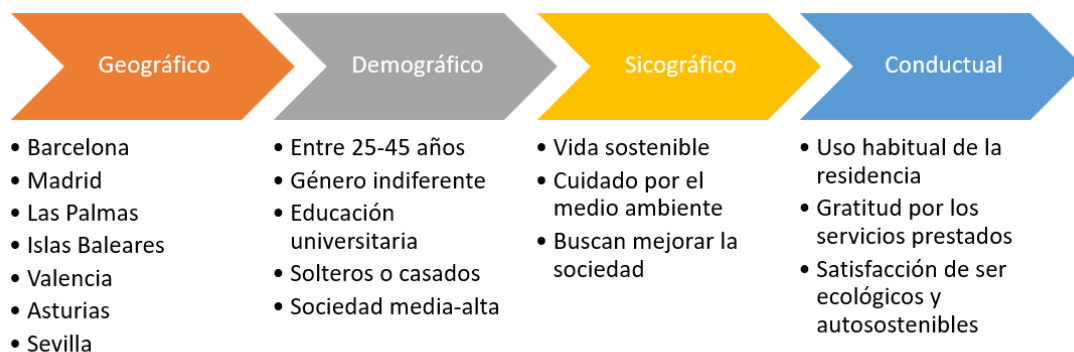 Geográfico
• Barcelona
• Madrid
• Las Palmas
• Islas Baleares
• Valencia
• Asturias
• Sevilla
Demográfico
• Entre 25-45 años
• Género indiferente
• Educación
universitaria
• Solteros o casados
• Sociedad media-alta
Sicográfico
• Vida sostenible
• Cuidado por el
medio ambiente
• Buscan mejorar la
sociedad
Conductual
• Uso habitual de la
residencia
• Gratitud por los
servicios prestados
• Satisfacción de ser
ecológicos y
autosostenibles